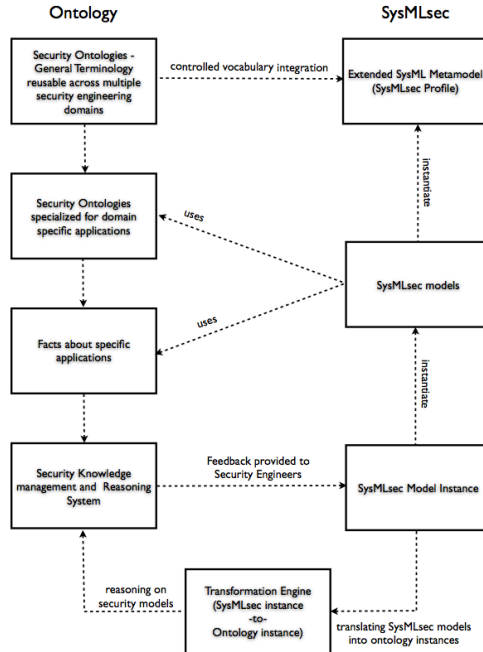 Ontology
SysMLsec
Security Ontologies -
General Terminology
reusable across multiple
security engineering
domains
controlled vocabulary integration
Extended SysML Metamodel
(SysMLsec Profile)
instantiate
Security Ontologies
specialized for domain
specific applications
uses
SysMLsec models
uses
Facts about specific
applications
instantiate
Security Knowledge
management and Reasoning
System
Feedback provided to
Security Engineers
SysMLsec Model Instance
reasoning on
security models
Transformation Engine
(SysMLsec instance
-to-
Ontology instance)
translating SysMLsec models
into ontology instances